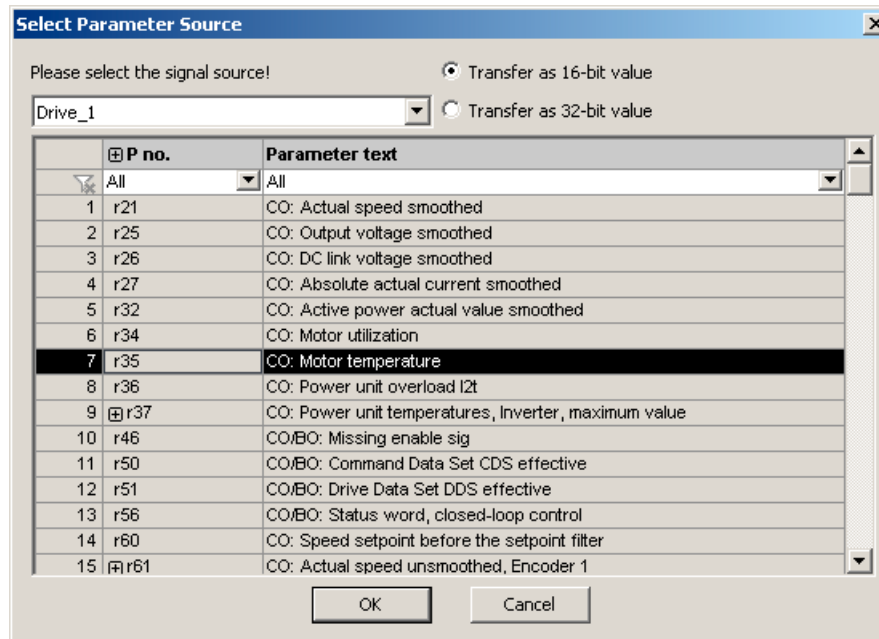 Select Parameter Source
Please select the signal source!
Transfer as 16-bit value
Drive_1
Transfer as 32-bit value
P no. Parameter text
All All
1 r21 CO: Actual speed smoothed
2 r25 CO: Output voltage smoothed
3 r26 CO: DC link voltage smoothed
4 r27 CO: Absolute actual current smoothed
5 r32 CO: Active power actual value smoothed
6 r34 CO: Motor utilization
7 r35 CO: Motor temperature
8 r36 CO: Power unit overload I2t
9 r37 CO: Power unit temperatures, Inverter, maximum value
10 r46 CO/BO: Missing enable sig
11 r50 CO/BO: Command Data Set CDS effective
12 r51 CO/BO: Drive Data Set DDS effective
13 r56 CO/BO: Status word, closed-loop control
14 r60 CO: Speed setpoint before the setpoint filter
15 r61 CO: Actual speed unsmoothed, Encoder 1
OK Cancel